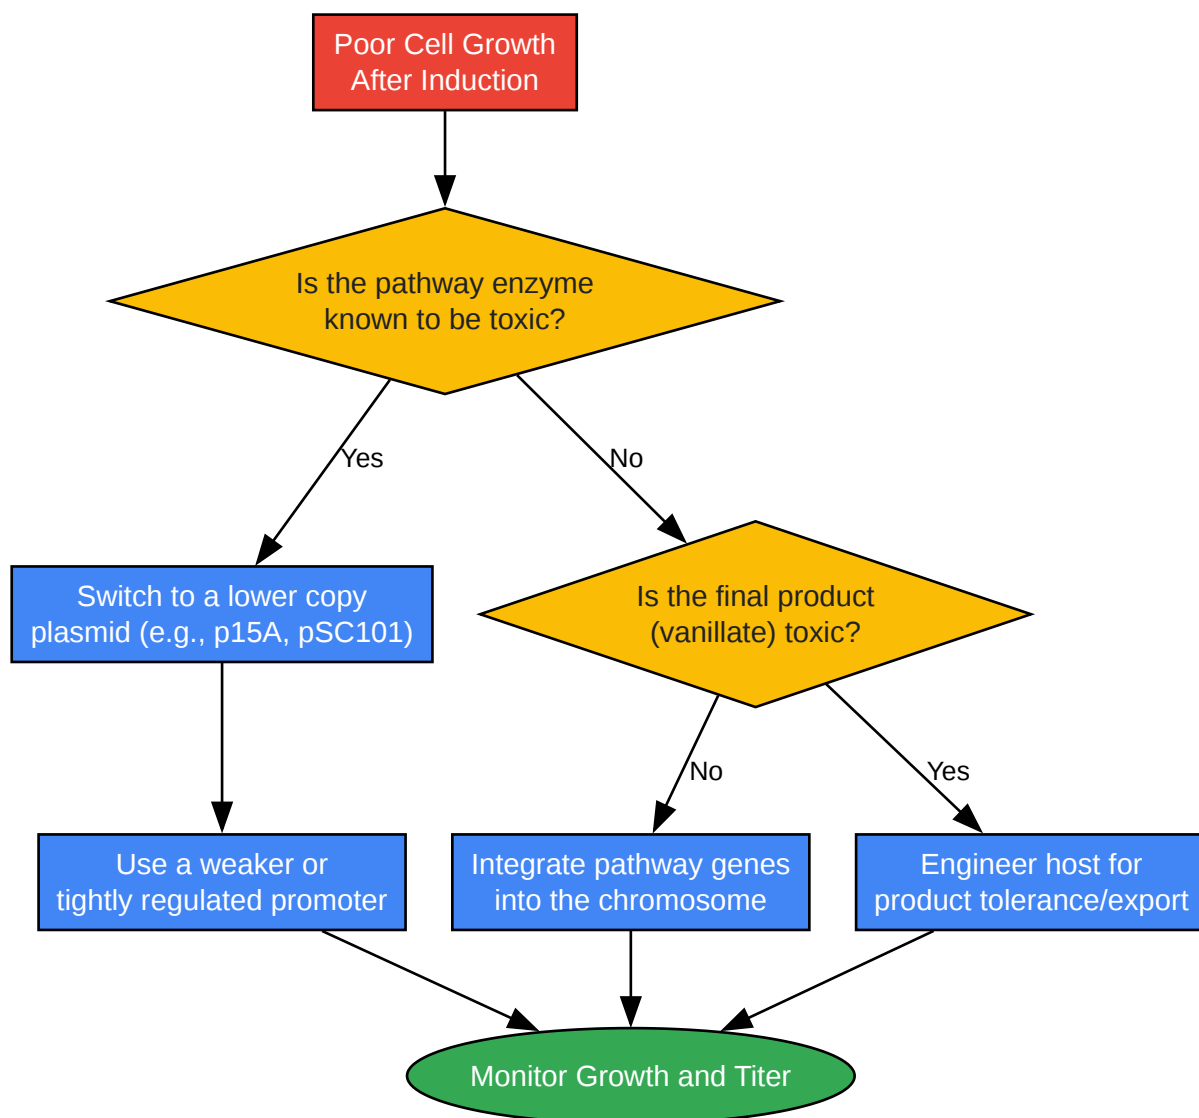 Poor Cell Growth
After Induction
Is the pathway enzyme
known to be toxic?
Yes
No
Switch to a lower copy
plasmid (e.g., p15A, pSC101)
Is the final product
(vanillate) toxic?
No
Yes
Use a weaker or
tightly regulated promoter
Integrate pathway genes
into the chromosome
Engineer host for
product tolerance/export
Monitor Growth and Titer